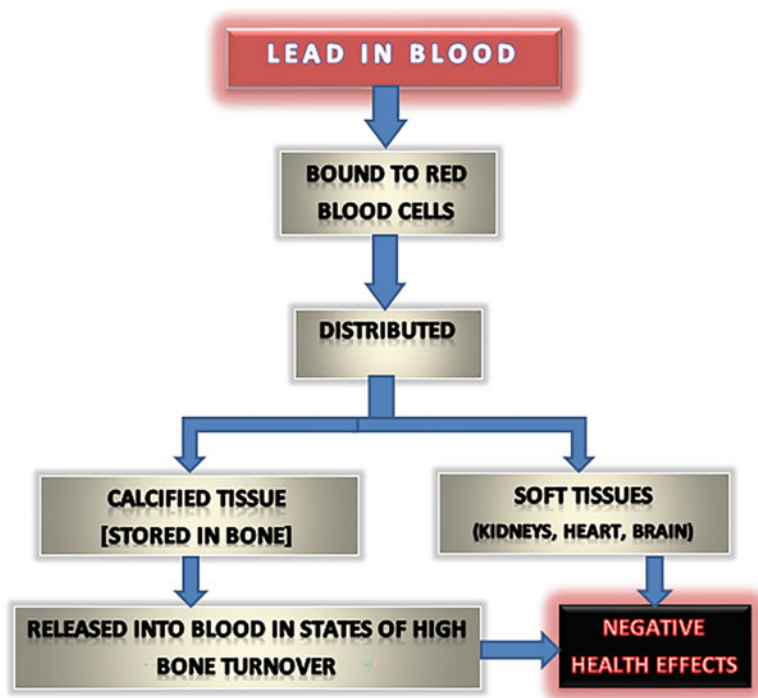 LEAD IN BLOOD
BOUND TO RED
BLOOD CELLS
DISTRIBUTED
CALCIFIED TISSUE
[STORED IN BONE]
SOFT TISSUES
(KIDNEYS, HEART, BRAIN)
RELEASED INTO BLOOD IN STATES OF HIGH
BONE TURNOVER
NEGATIVE
HEALTH EFFECTS